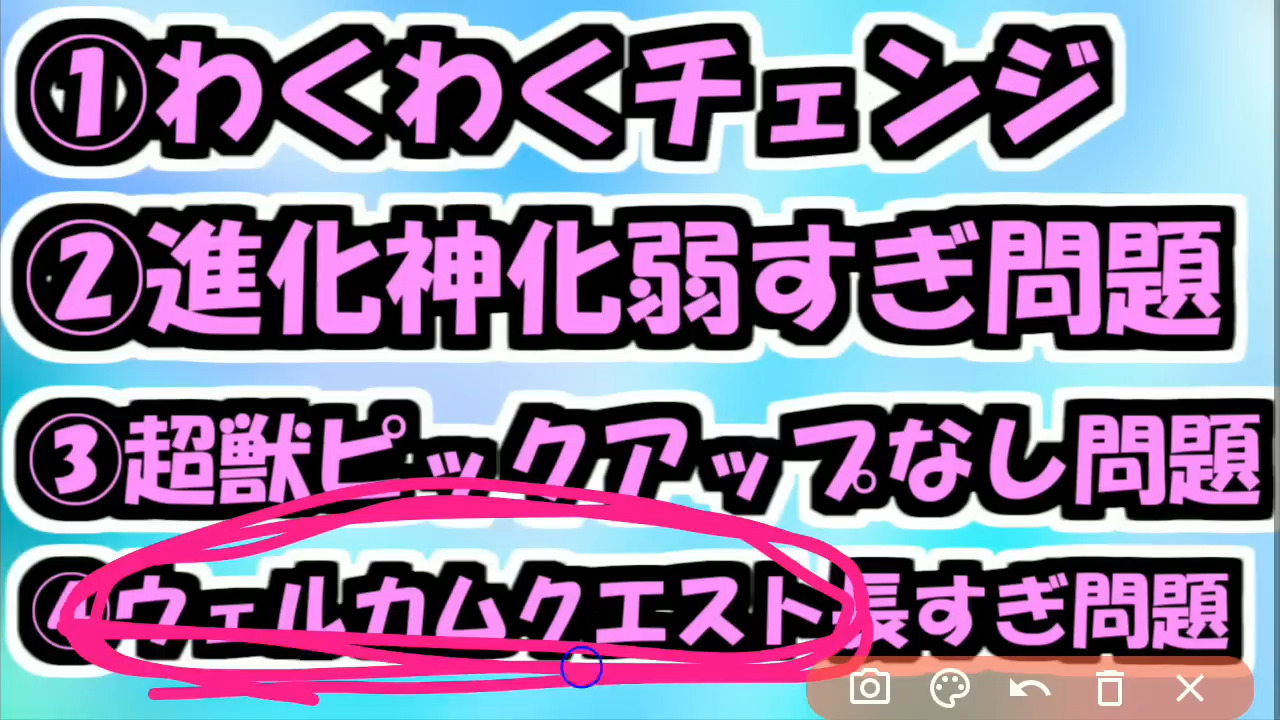 ①わくわくチェンジ
②進化神化弱すぎ問題
③超獣ピックアップなし問題
④ウェルカムクエスト長すぎ問題